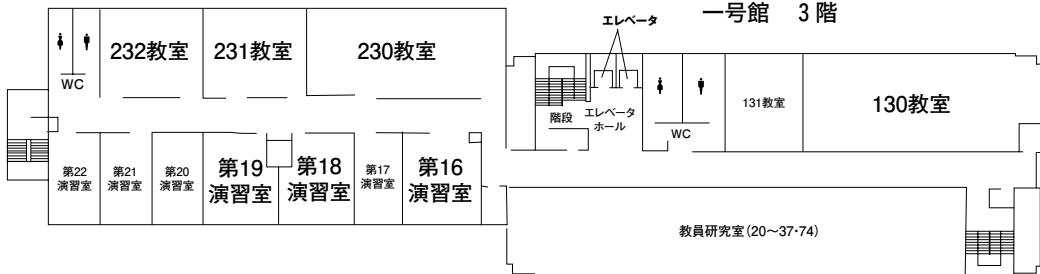 一号館　3 階
エレベータ
232教室
231教室
230教室
WC
階段
エレベータ
ホール
WC
131教室
130教室
第22
演習室
第21
演習室
第20
演習室
第19
演習室
第18
演習室
第17
演習室
第16
演習室
教員研究室(20〜37・74)